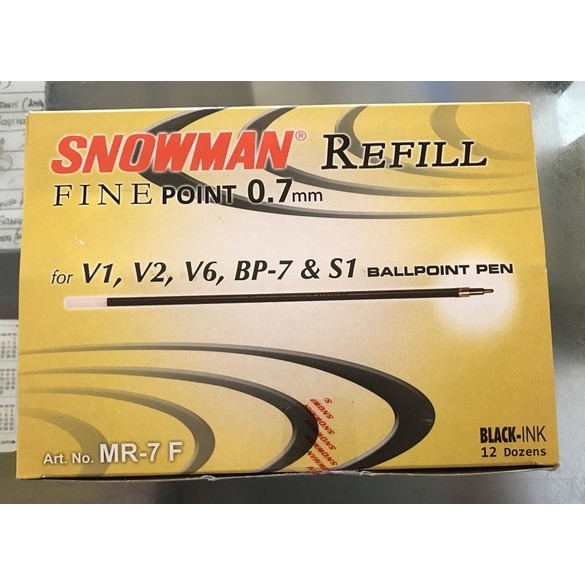 SNOWMAN® REFILL
FINE POINT 0.7mm
for V1, V2, V6, BP-7 & S1 BALLPOINT PEN
SNOWMAN
Art. No. MR-7 F
BLACK-INK
12 Dozens